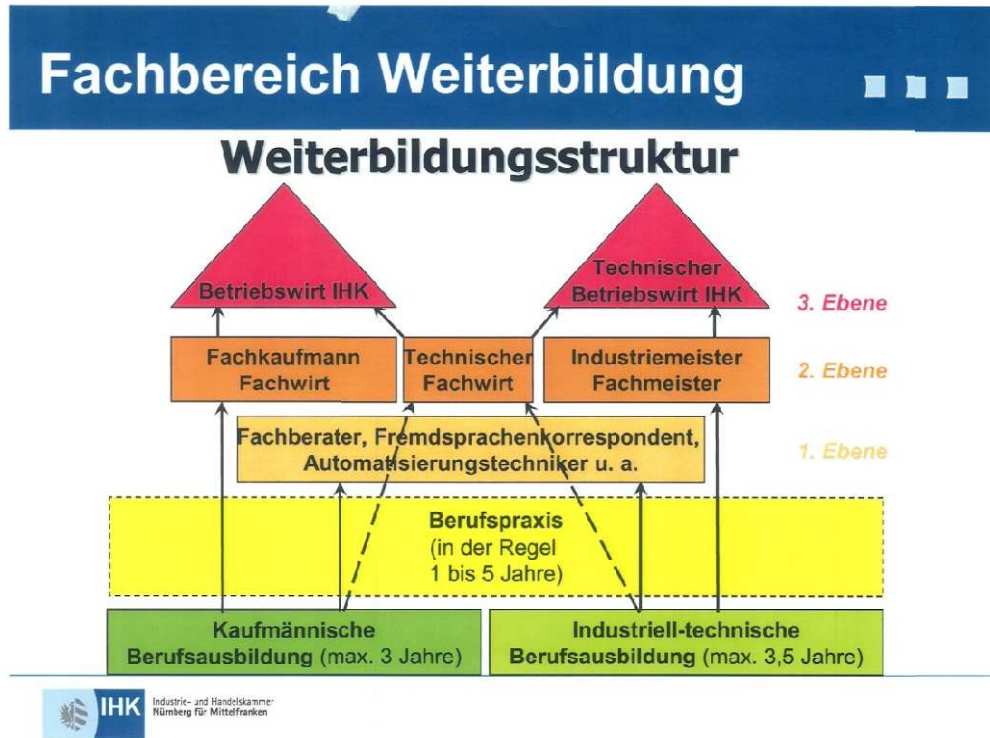 Fachbereich Weiterbildung
Weiterbildungsstruktur
Betriebswirt IHK
Technischer
Betriebswirt IHK
3. Ebene
Fachkaufmann
Fachwirt
Technischer
Fachwirt
Industriemeister
Fachmeister
2. Ebene
Fachberater, Fremdsprachenkorrespondent,
Automatisierungstechniker u. a.
1. Ebene
Berufspraxis
(in der Regel
1 bis 5 Jahre)
Kaufmännische
Berufsausbildung (max. 3 Jahre)
Industriell-technische
Berufsausbildung (max. 3,5 Jahre)
IHK
Industrie- und Handelskammer
Nürnberg für Mittelfranken